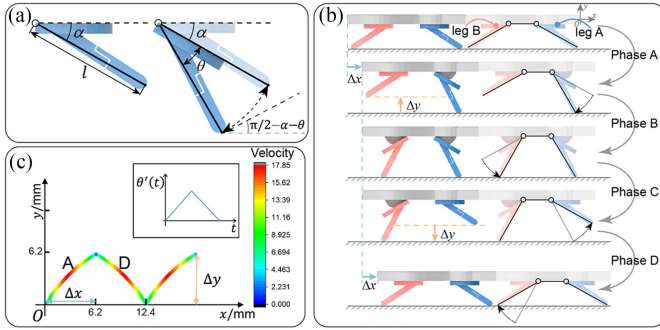 (a)
α
l
α
θ
π/2−α−θ
(b)
leg B
leg A
y
x
O
Phase A
Δx
Δy
Phase B
Phase C
Δy
Phase D
Δx
(c)
Velocity
17.85
15.62
13.39
11.16
8.925
6.694
4.463
2.231
0.000
y/mm
θ′(t)
t
6.2
A
D
Δx
Δy
O
6.2
12.4
x/mm